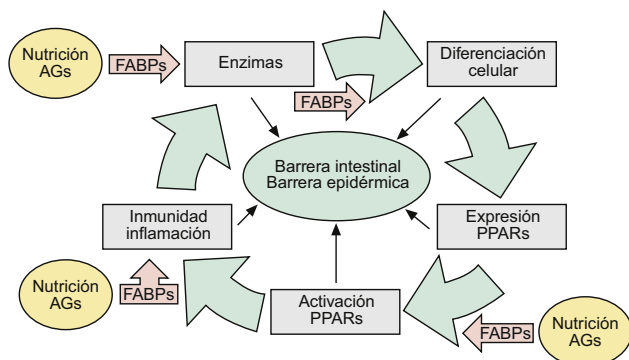 Nutrición
AGs
FABPs
Enzimas
FABPs
Diferenciación
celular
Barrera intestinal
Barrera epidérmica
Inmunidad
inflamación
Expresión
PPARs
Nutrición
AGs
FABPs
Activación
PPARs
FABPs
Nutrición
AGs